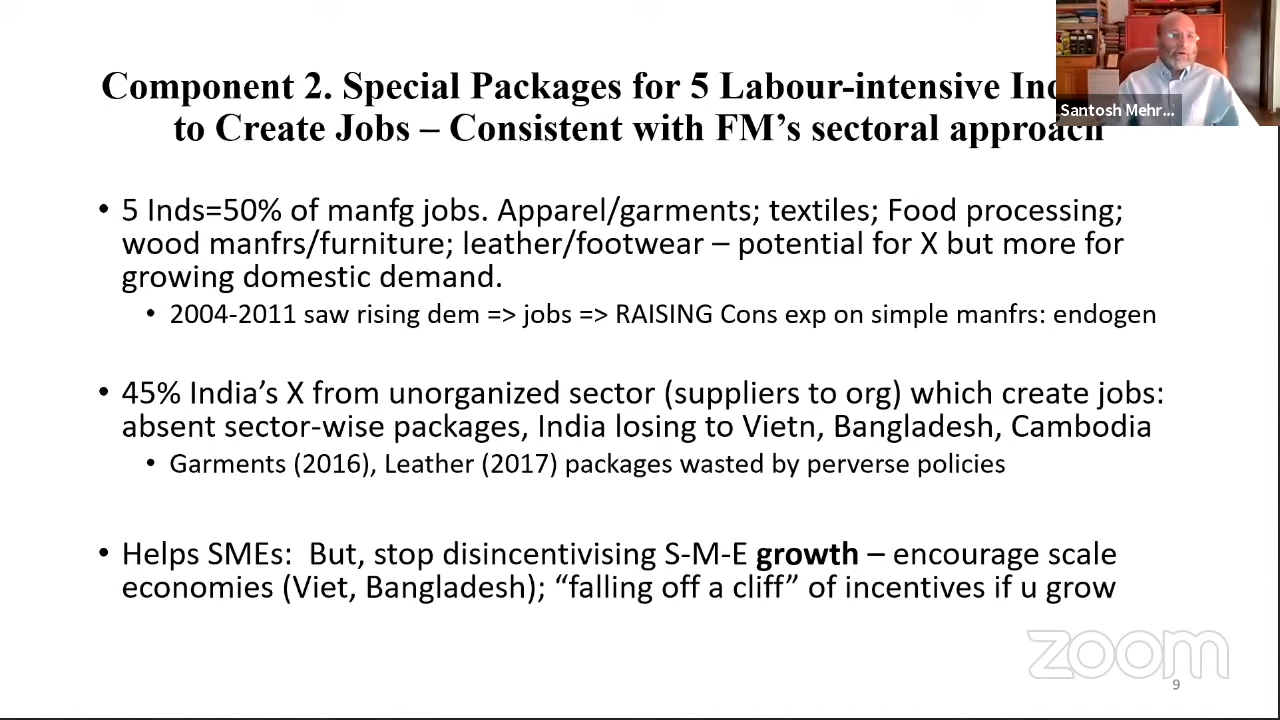 Component 2. Special Packages for 5 Labour-intensive
to Create Jobs – Consistent with FM's sectoral approach
Santosh Mehr...
• 5 Inds=50% of manfg jobs. Apparel/garments; textiles; Food processing;
wood manfrs/furniture; leather/footwear – potential for X but more for
growing domestic demand.
• 2004-2011 saw rising dem => jobs => RAISING Cons exp on simple manfrs: endogen
• 45% India's X from unorganized sector (suppliers to org) which create jobs:
absent sector-wise packages, India losing to Vietn, Bangladesh, Cambodia
• Garments (2016), Leather (2017) packages wasted by perverse policies
• Helps SMEs: But, stop disincentivising S-M-E growth – encourage scale
economies (Viet, Bangladesh); “falling off a cliff” of incentives if u grow
zoom
9